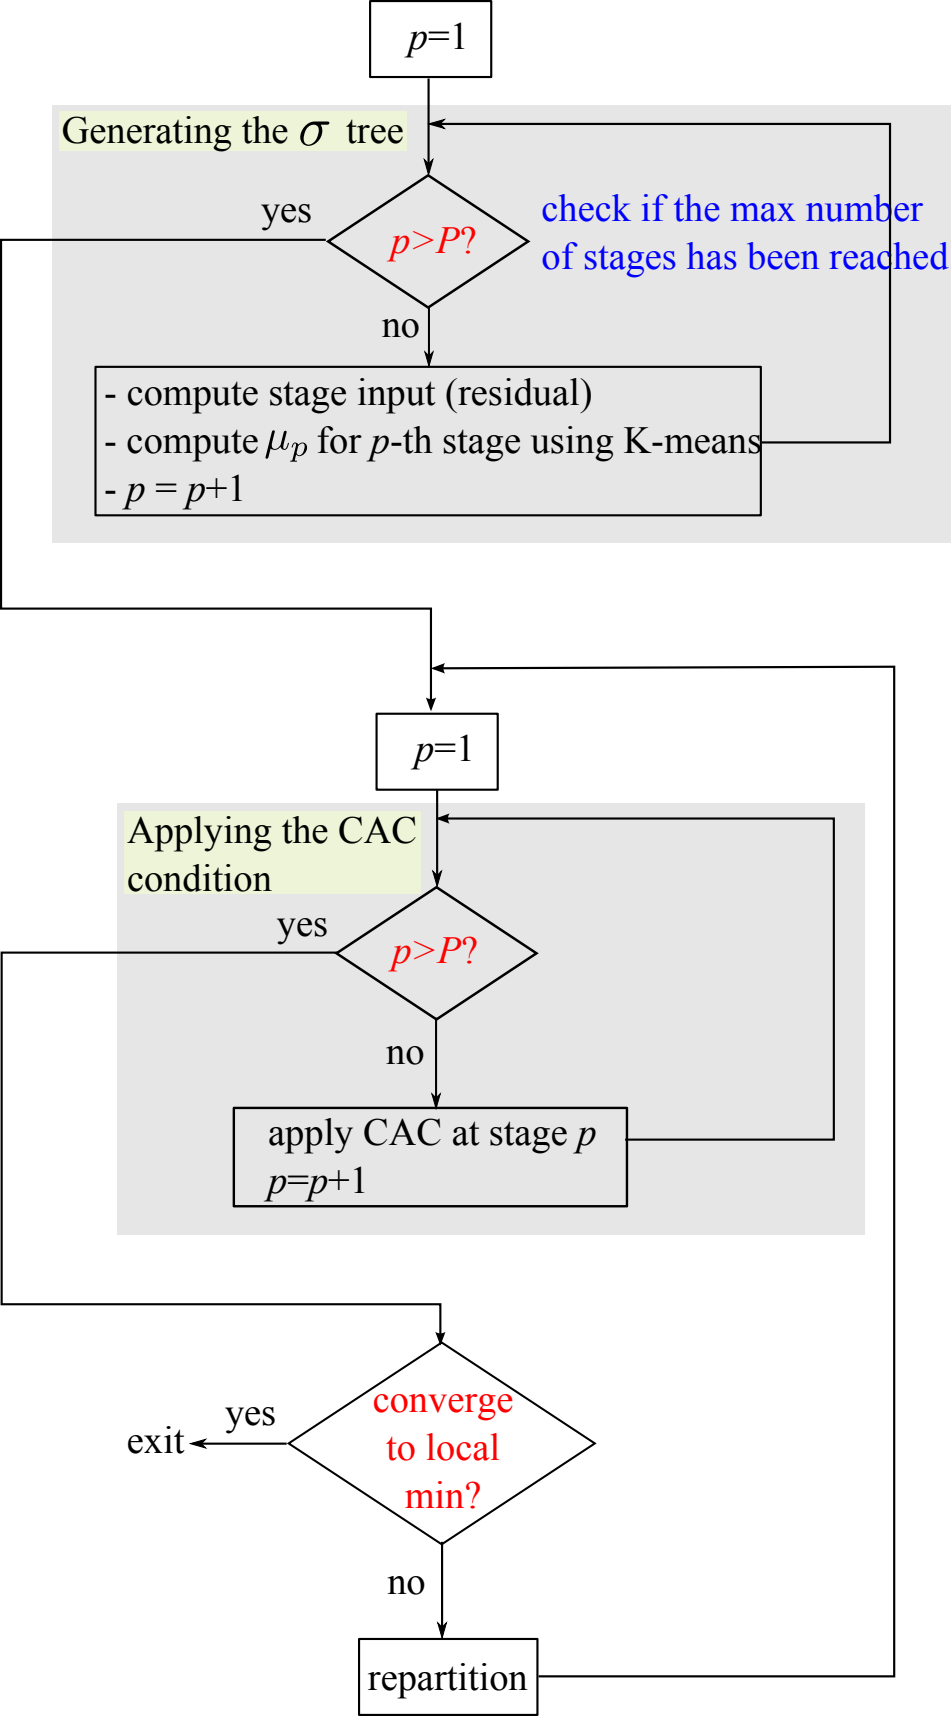 p=1
Generating the σ tree
yes
p>P?
check if the max number
of stages has been reached
no
- compute stage input (residual)
- compute μₚ for p-th stage using K-means
- p = p+1
p=1
Applying the CAC
condition
yes
p>P?
no
apply CAC at stage p
p=p+1
converge
to local
min?
yes
exit
no
repartition